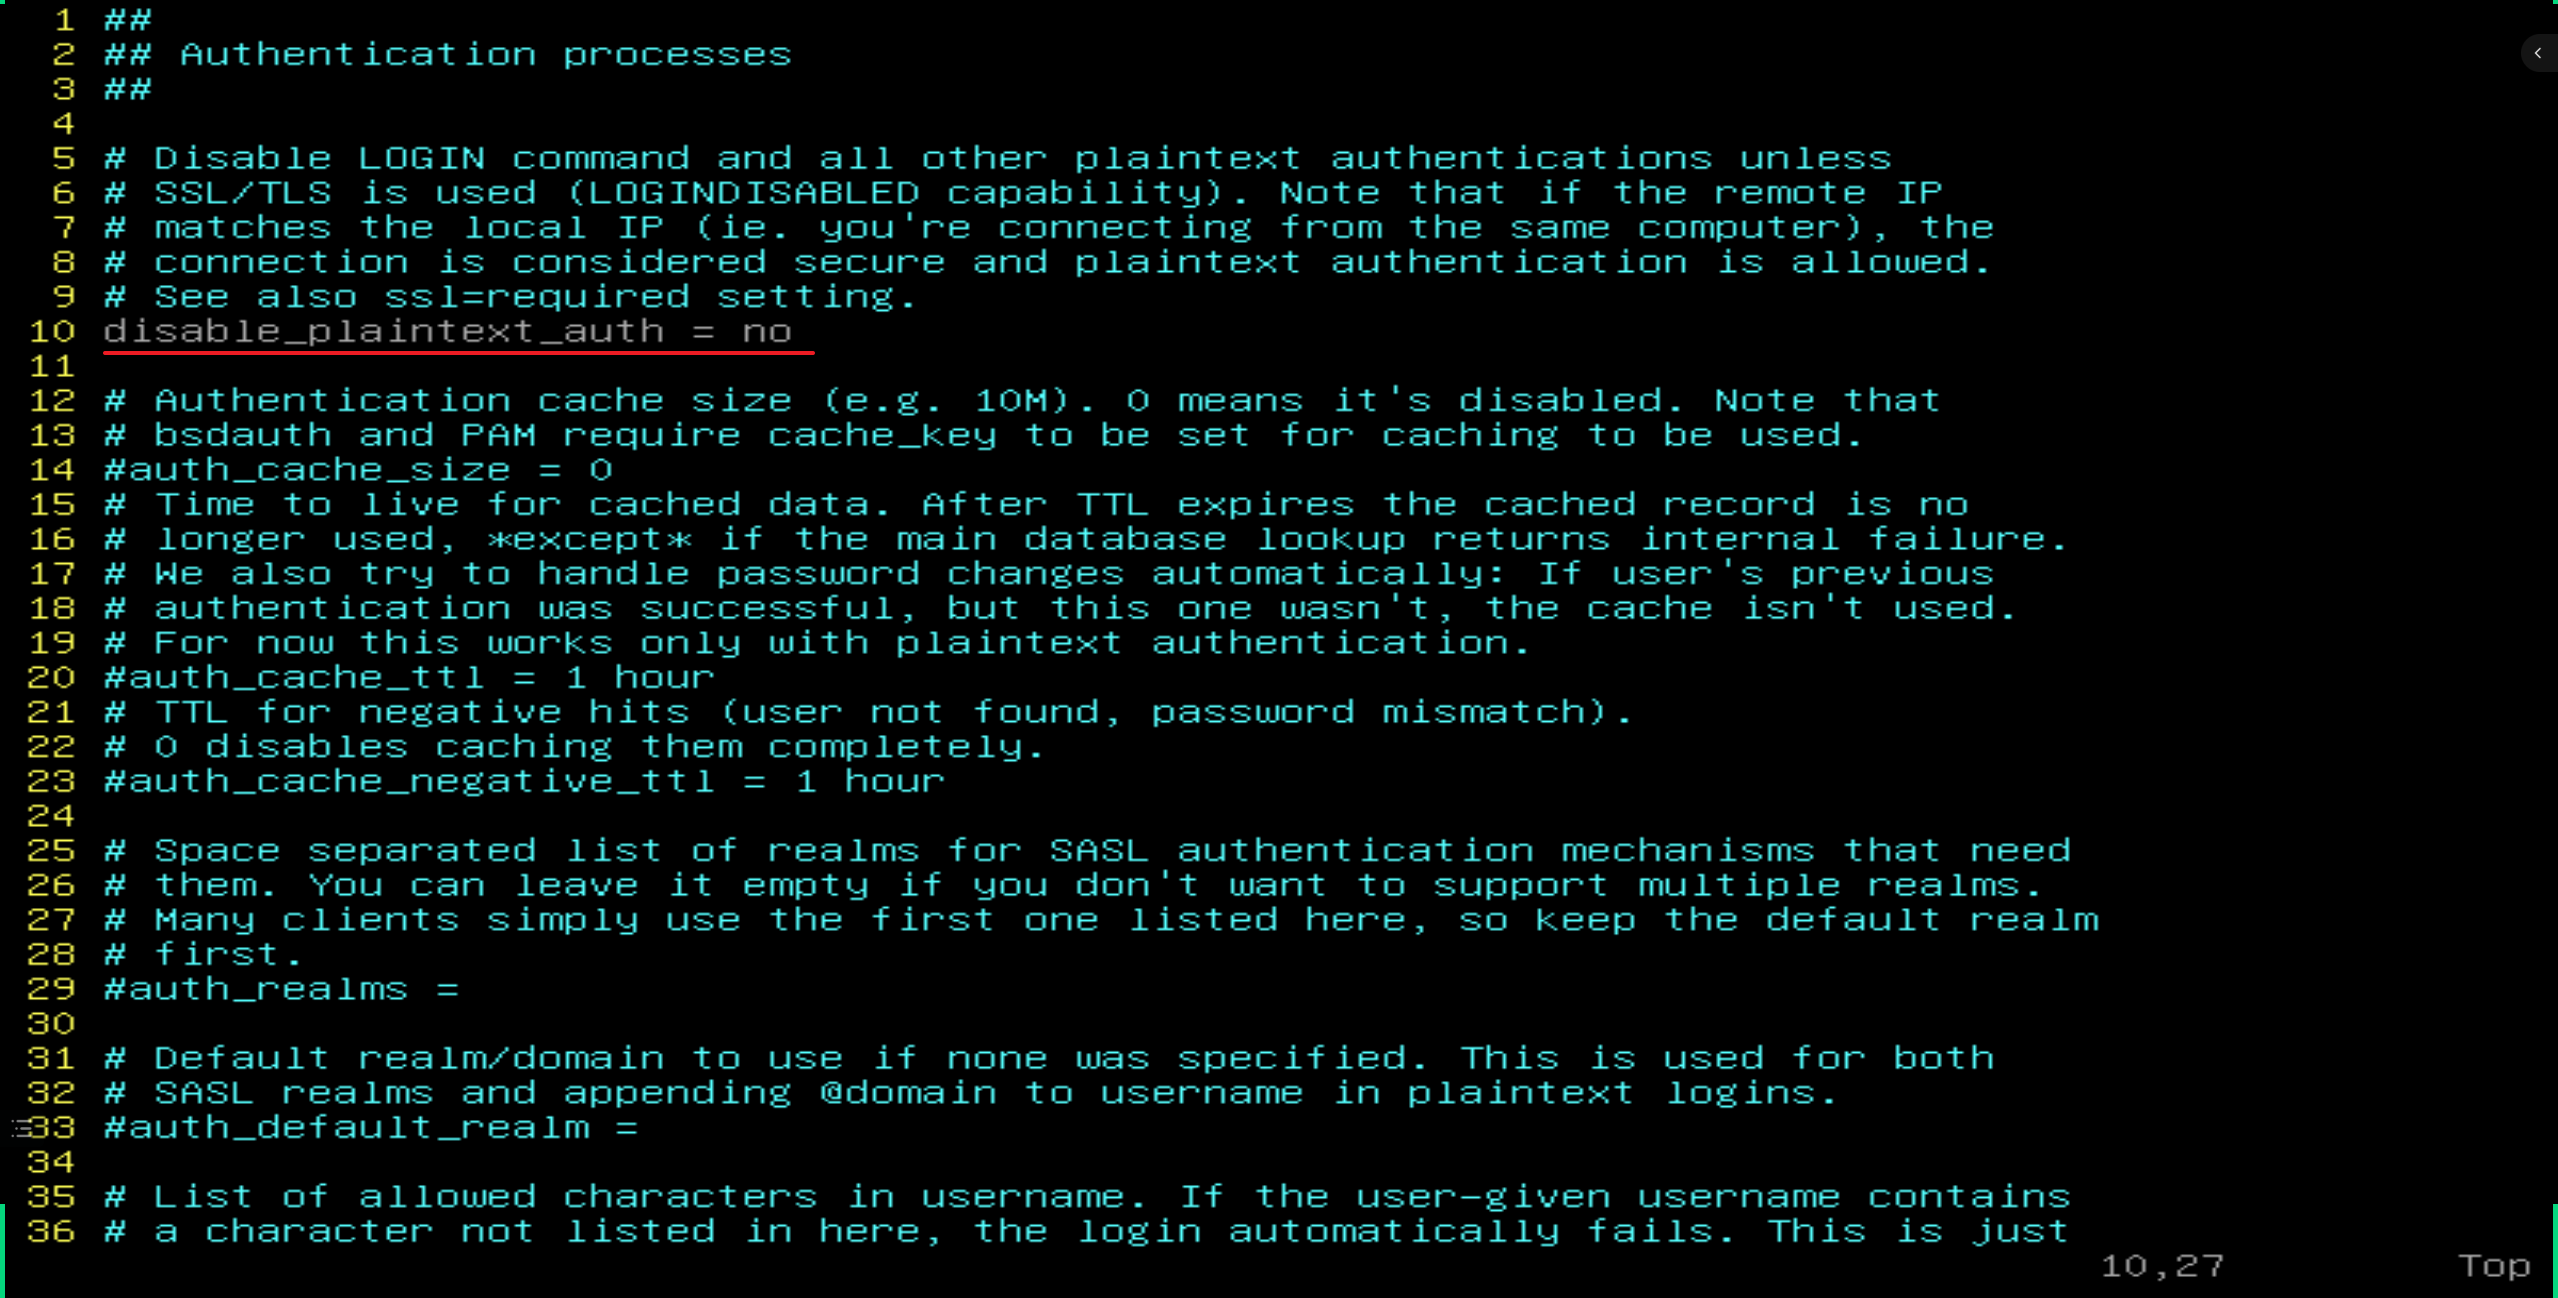 1 ##
2 ## Authentication processes
3 ##
4
5 # Disable LOGIN command and all other plaintext authentications unless
6 # SSL/TLS is used (LOGINDISABLED capability). Note that if the remote IP
7 # matches the local IP (ie. you're connecting from the same computer), the
8 # connection is considered secure and plaintext authentication is allowed.
9 # See also ssl=required setting.
10 disable_plaintext_auth = no
11
12 # Authentication cache size (e.g. 10M). 0 means it's disabled. Note that
13 # bsdauth and PAM require cache_key to be set for caching to be used.
14 #auth_cache_size = 0
15 # Time to live for cached data. After TTL expires the cached record is no
16 # longer used, *except* if the main database lookup returns internal failure.
17 # We also try to handle password changes automatically: If user's previous
18 # authentication was successful, but this one wasn't, the cache isn't used.
19 # For now this works only with plaintext authentication.
20 #auth_cache_ttl = 1 hour
21 # TTL for negative hits (user not found, password mismatch).
22 # 0 disables caching them completely.
23 #auth_cache_negative_ttl = 1 hour
24
25 # Space separated list of realms for SASL authentication mechanisms that need
26 # them. You can leave it empty if you don't want to support multiple realms.
27 # Many clients simply use the first one listed here, so keep the default realm
28 # first.
29 #auth_realms =
30
31 # Default realm/domain to use if none was specified. This is used for both
32 # SASL realms and appending @domain to username in plaintext logins.
33 #auth_default_realm =
34
35 # List of allowed characters in username. If the user-given username contains
36 # a character not listed in here, the login automatically fails. This is just
10,27 Top